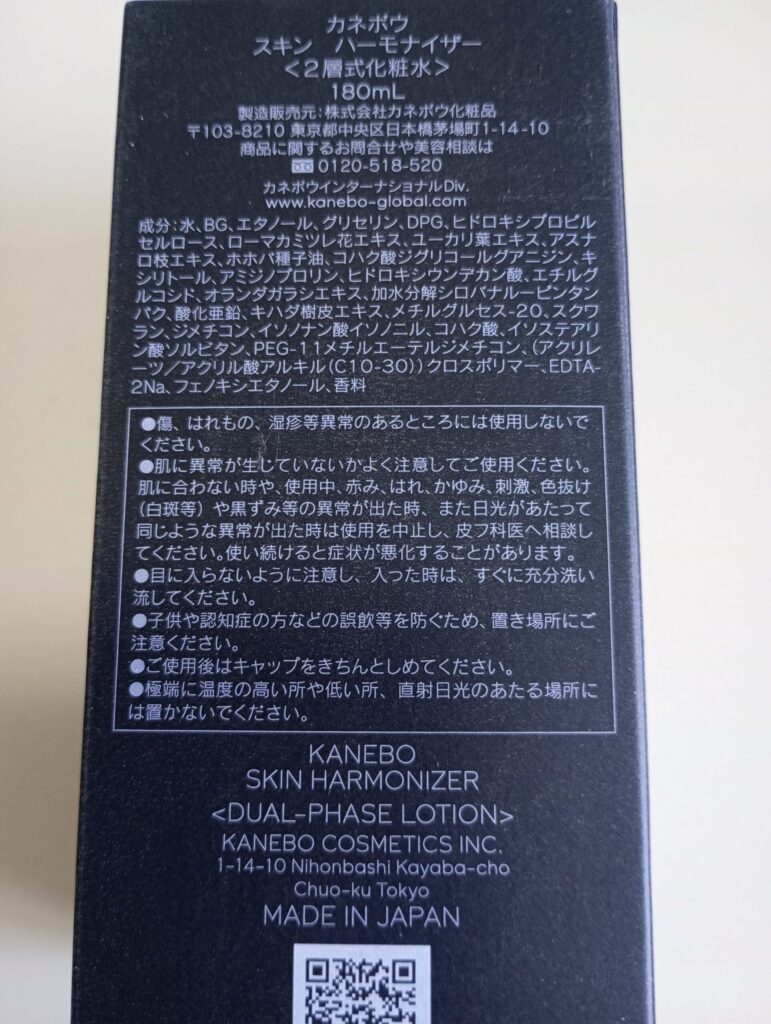 カネボウ
スキン ハーモナイザー
<2層式化粧水>
180mL
製造販売元:株式会社カネボウ化粧品
〒103-8210 東京都中央区日本橋茅場町1-14-10
商品に関するお問合せや美容相談は
0120-518-520
カネボウインターナショナルDiv.
www.kanebo-global.com
成分:水、BG、エタノール、グリセリン、DPG、ヒドロキシプロピル
セルロース、ローマカミツレ花エキス、ユーカリ葉エキス、アスナ
ロ枝エキス、ホホバ種子油、コハク酸ジグリコールグアニジン、キ
シリトール、アミジノプロリン、ヒドロキシウンデカン酸、エチルグ
ルコシド、オランダガラシエキス、加水分解シロバナルーピンタン
パク、酸化亜鉛、キハダ樹皮エキス、メチルグルセス-20、スクワ
ラン、ジメチコン、イソノナン酸イソノニル、コハク酸、イソステアリ
ン酸ソルビタン、PEG-11メチルエーテルジメチコン、(アクリレ
ーツ/アクリル酸アルキル(C10-30))クロスポリマー、EDTA-
2Na、フェノキシエタノール、香料
●傷、はれもの、湿疹等異常のあるところには使用しないで
ください。
●肌に異常が生じていないかよく注意してご使用ください。
肌に合わない時や、使用中、赤み、はれ、かゆみ、刺激、色抜け
(白斑等)や黒ずみ等の異常が出た時、また日光があたって
同じような異常が出た時は使用を中止し、皮フ科医へ相談し
てください。使い続けると症状が悪化することがあります。
●目に入らないように注意し、入った時は、すぐに充分洗い
流してください。
●子供や認知症の方などの誤飲等を防ぐため、置き場所にご
注意ください。
●ご使用後はキャップをきちんとしめてください。
●極端に温度の高い所や低い所、直射日光のあたる場所に
は置かないでください。
KANEBO
SKIN HARMONIZER
<DUAL-PHASE LOTION>
KANEBO COSMETICS INC.
1-14-10 Nihonbashi Kayaba-cho
Chuo-ku Tokyo
MADE IN JAPAN